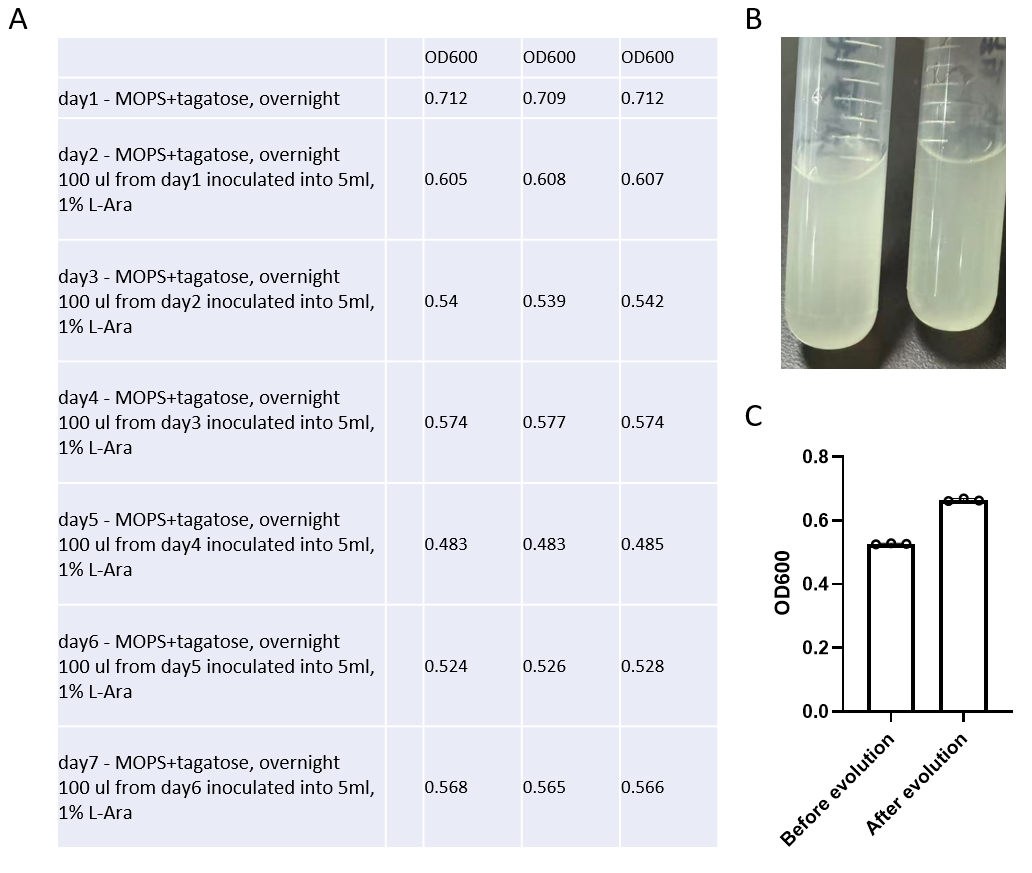 A
OD600 OD600 OD600
day1 - MOPS+tagatose, overnight 0.712 0.709 0.712
day2 - MOPS+tagatose, overnight
100 ul from day1 inoculated into 5ml,
1% L-Ara
0.605 0.608 0.607
day3 - MOPS+tagatose, overnight
100 ul from day2 inoculated into 5ml,
1% L-Ara
0.54 0.539 0.542
day4 - MOPS+tagatose, overnight
100 ul from day3 inoculated into 5ml,
1% L-Ara
0.574 0.577 0.574
day5 - MOPS+tagatose, overnight
100 ul from day4 inoculated into 5ml,
1% L-Ara
0.483 0.483 0.485
day6 - MOPS+tagatose, overnight
100 ul from day5 inoculated into 5ml,
1% L-Ara
0.524 0.526 0.528
day7 - MOPS+tagatose, overnight
100 ul from day6 inoculated into 5ml,
1% L-Ara
0.568 0.565 0.566
B
C
OD600
0.8
0.6
0.4
0.2
0.0
Before evolution
After evolution